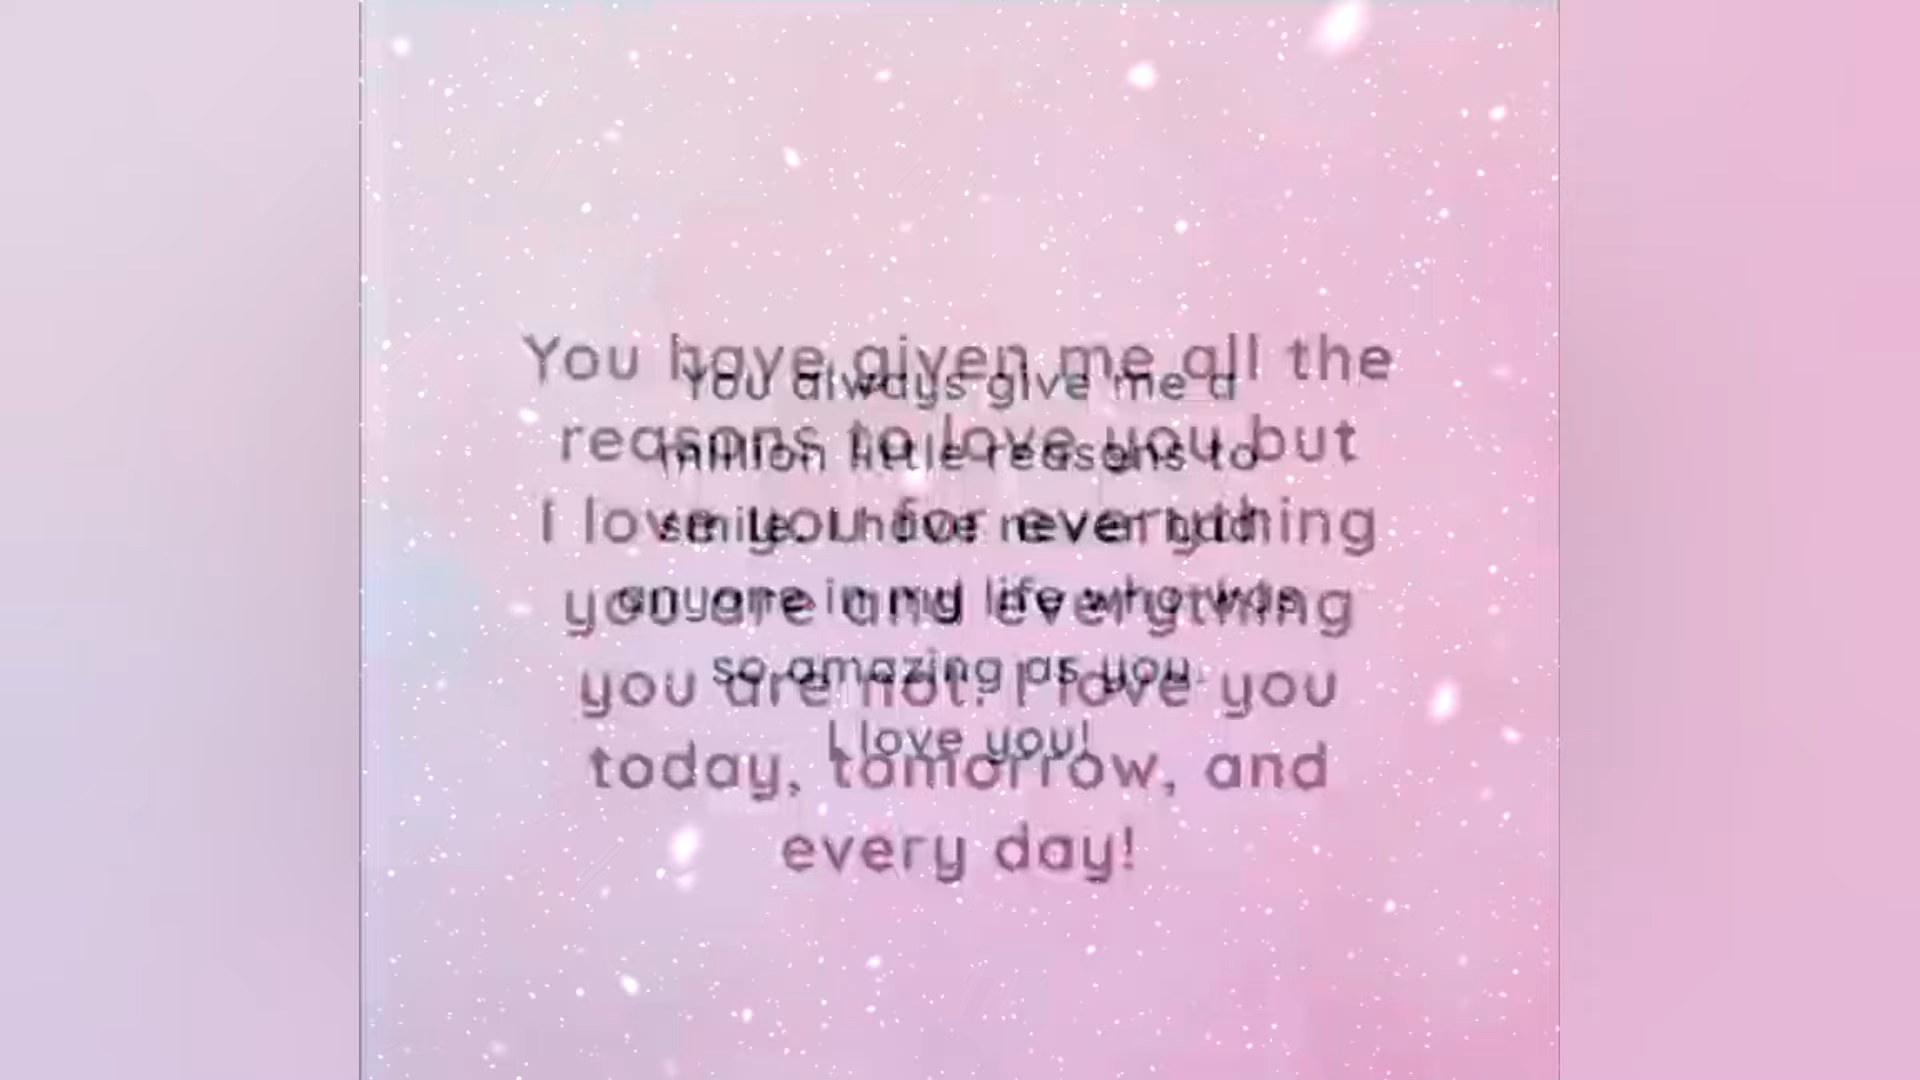 You have given me all the
reasons to love you but
I love you for everything
you are and everything
you are not. I love you
today, tomorrow, and
every day!
You always give me a
million little reasons to
smile. I have never had
anyone in my life who was
so amazing as you.
I love you!